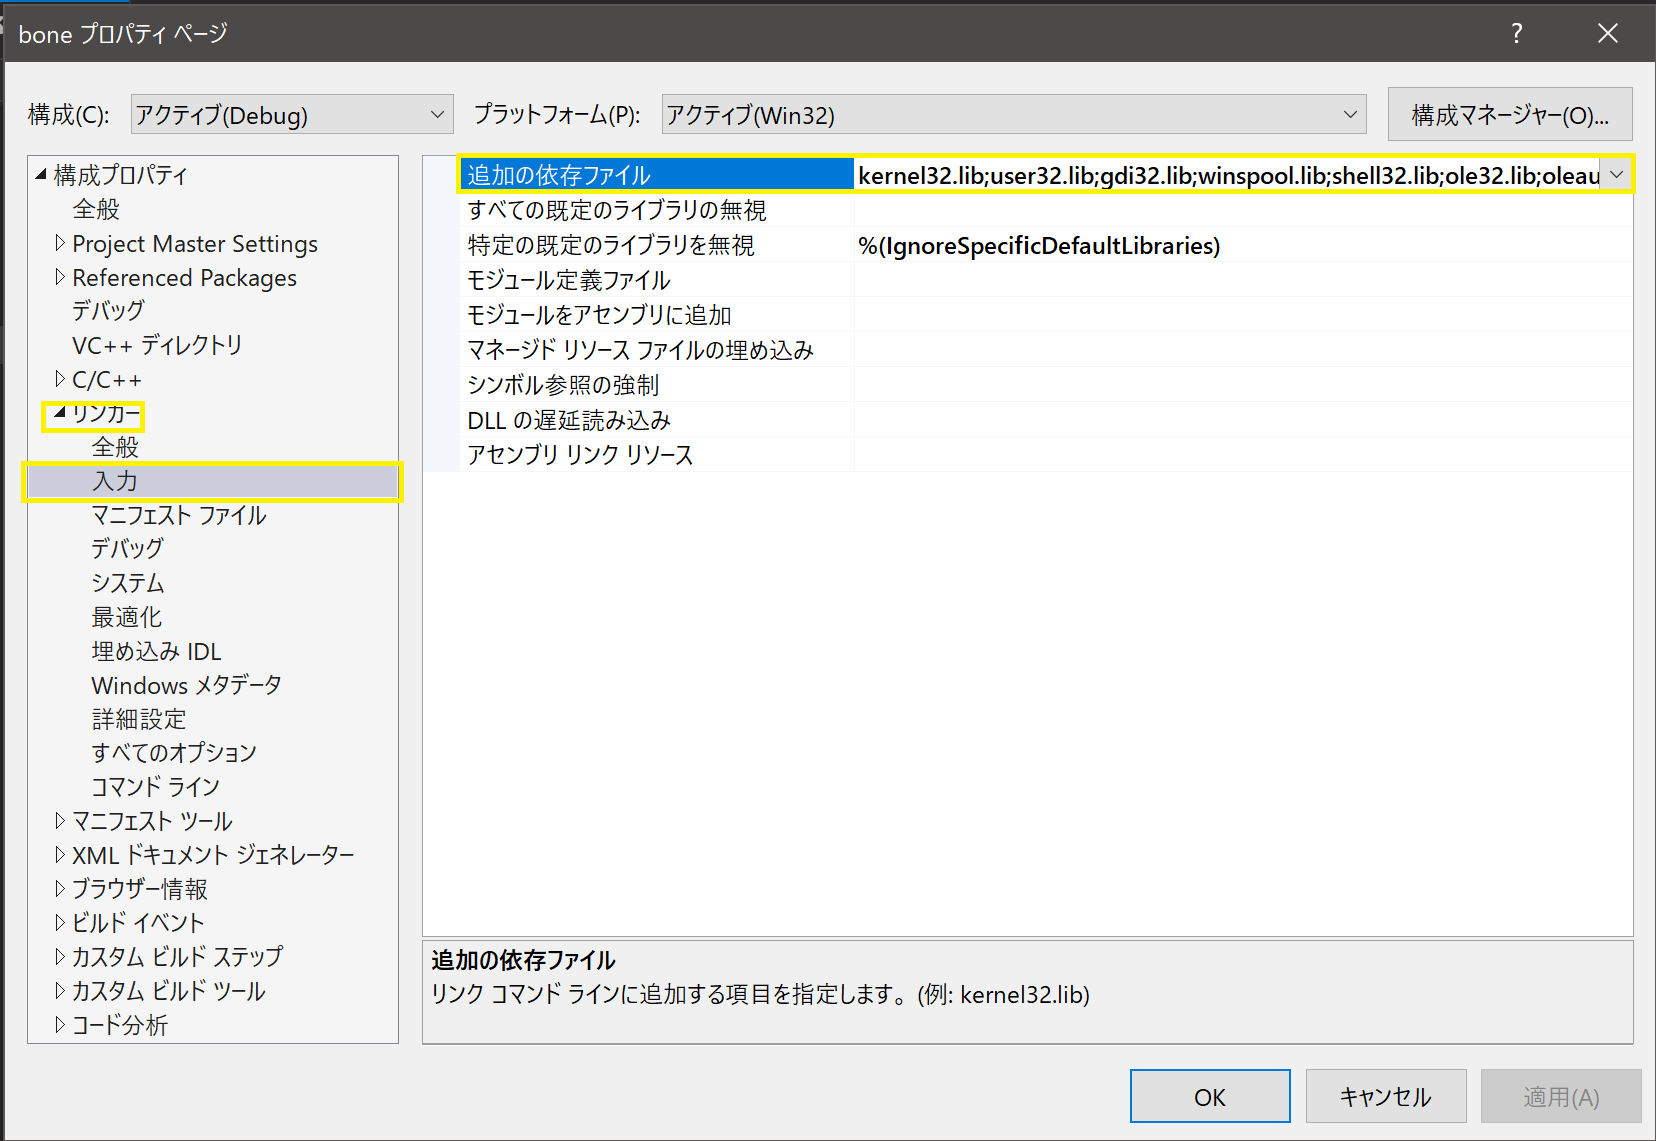 bone プロパティ ページ
?
構成(C): アクティブ(Debug) プラットフォーム(P): アクティブ(Win32) 構成マネージャー(O)...
構成プロパティ
全般
Project Master Settings
Referenced Packages
デバッグ
VC++ ディレクトリ
C/C++
リンカー
全般
入力
マニフェスト ファイル
デバッグ
システム
最適化
埋め込み IDL
Windows メタデータ
詳細設定
すべてのオプション
コマンド ライン
マニフェスト ツール
XML ドキュメント ジェネレーター
ブラウザー情報
ビルド イベント
カスタム ビルド ステップ
カスタム ビルド ツール
コード分析
追加の依存ファイル kernel32.lib;user32.lib;gdi32.lib;winspool.lib;shell32.lib;ole32.lib;oleau
すべての既定のライブラリの無視
特定の既定のライブラリを無視 %(IgnoreSpecificDefaultLibraries)
モジュール定義ファイル
モジュールをアセンブリに追加
マネージド リソース ファイルの埋め込み
シンボル参照の強制
DLL の遅延読み込み
アセンブリ リンク リソース
追加の依存ファイル
リンク コマンド ラインに追加する項目を指定します。(例: kernel32.lib)
OK キャンセル 適用(A)